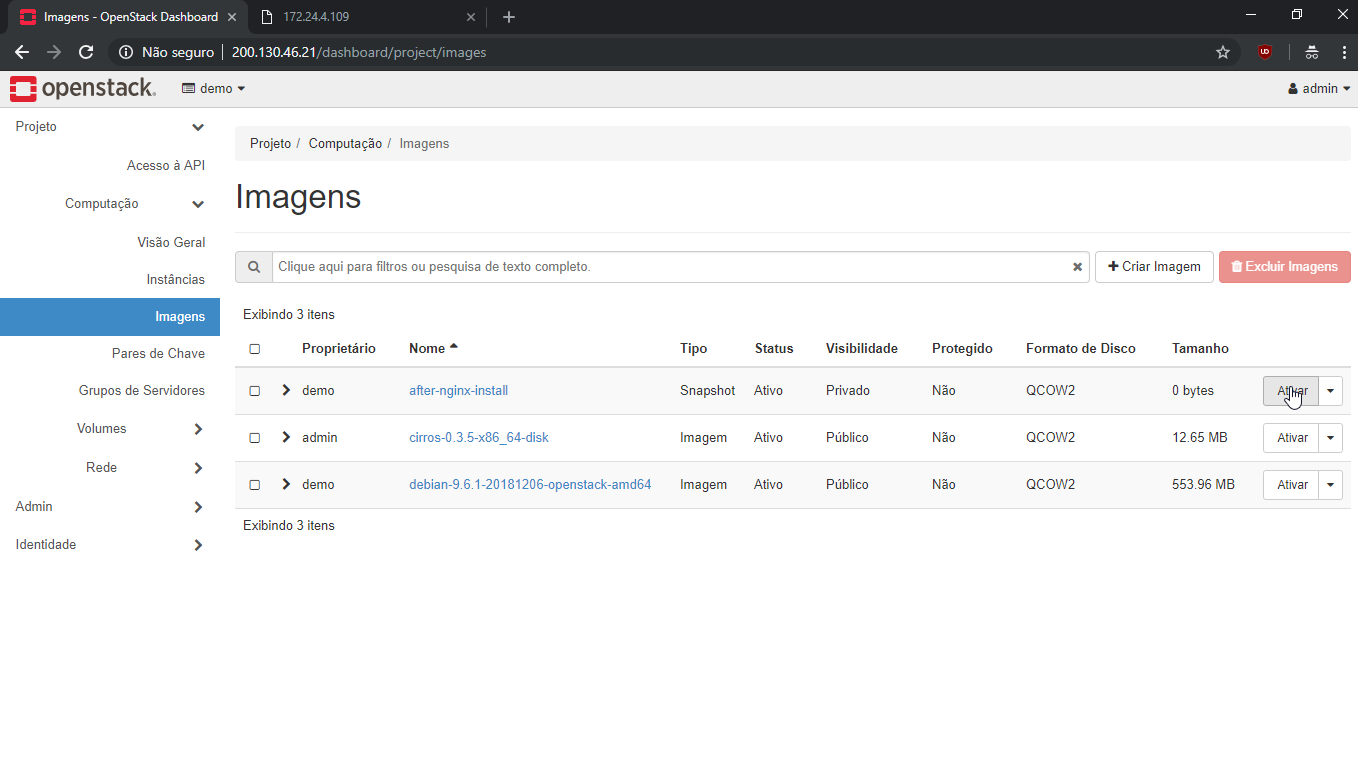 Imagens - OpenStack Dashboard
172.24.4.109
Não seguro
200.130.46.21/dashboard/project/images
openstack.
demo
admin
Projeto
Acesso à API
Computação
Visão Geral
Instâncias
Imagens
Pares de Chave
Grupos de Servidores
Volumes
Rede
Admin
Identidade
Projeto / Computação / Imagens
Imagens
Clique aqui para filtros ou pesquisa de texto completo.
Criar Imagem
Excluir Imagens
Exibindo 3 itens
Proprietário Nome Tipo Status Visibilidade Protegido Formato de Disco Tamanho
demo after-nginx-install Snapshot Ativo Privado Não QCOW2 0 bytes Ativar
admin cirros-0.3.5-x86_64-disk Imagem Ativo Público Não QCOW2 12.65 MB Ativar
demo debian-9.6.1-20181206-openstack-amd64 Imagem Ativo Público Não QCOW2 553.96 MB Ativar
Exibindo 3 itens